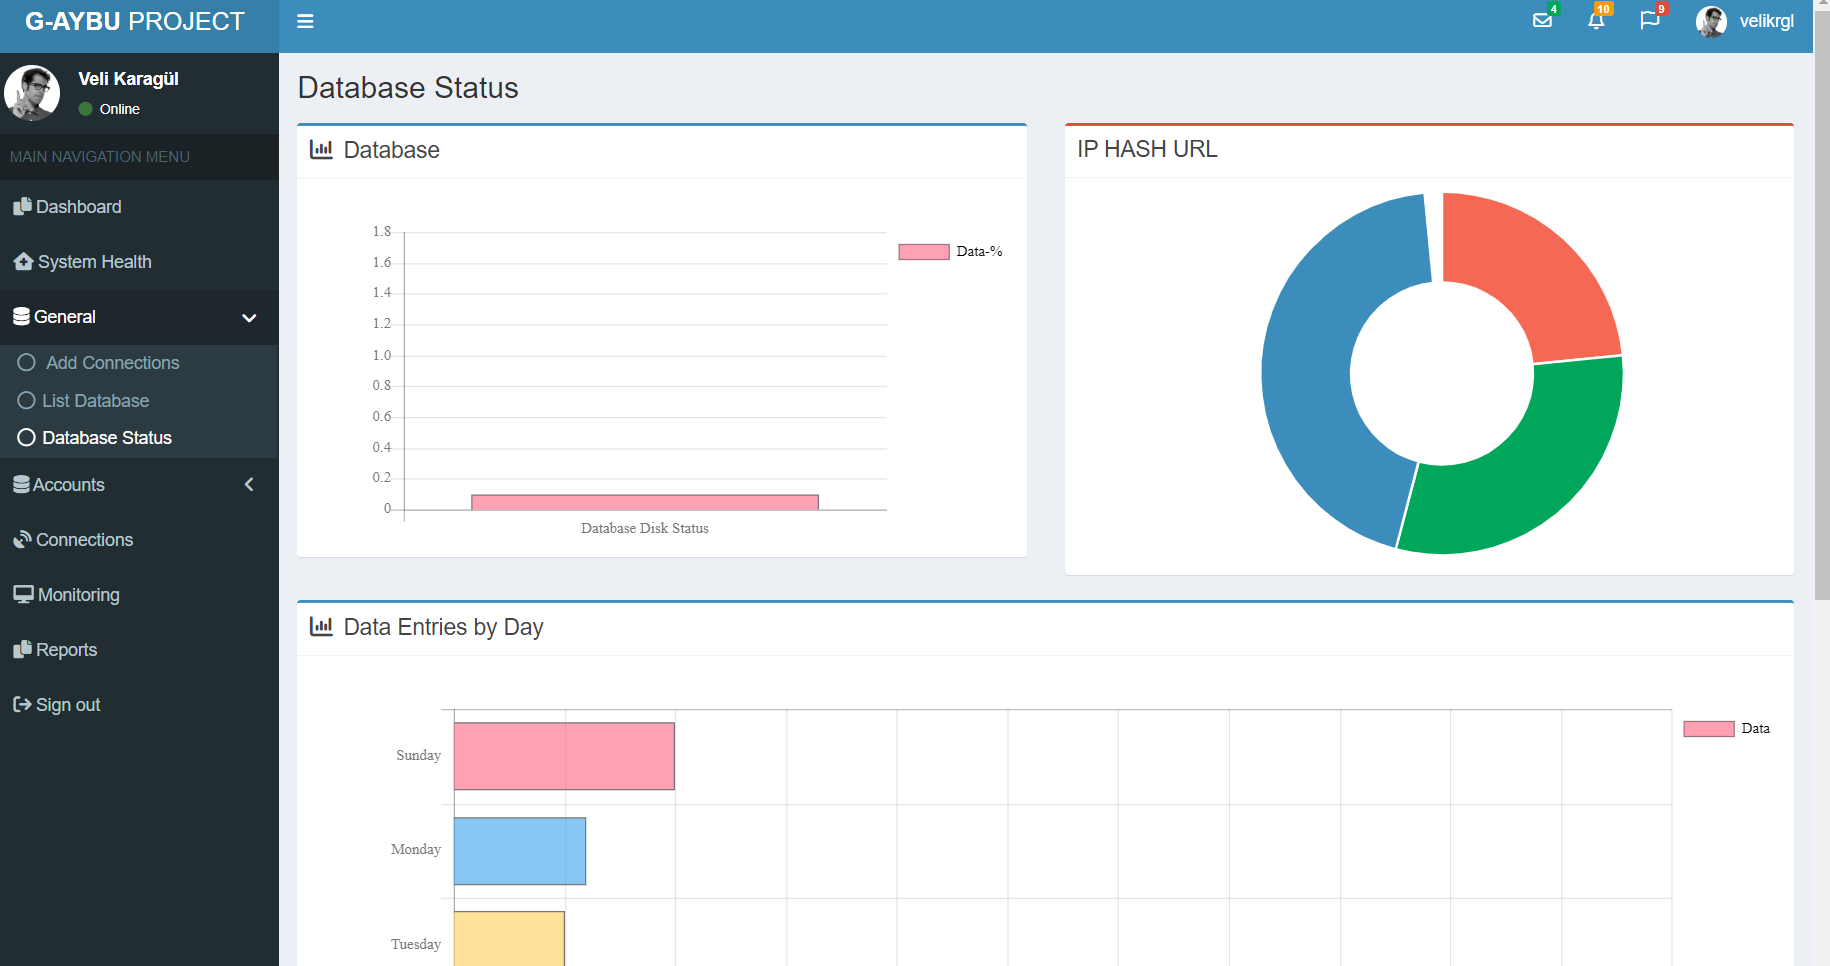 G-AYBU PROJECT
4
10
9
velikrgl
Veli Karagül
Online
MAIN NAVIGATION MENU
Dashboard
System Health
General
Add Connections
List Database
Database Status
Accounts
Connections
Monitoring
Reports
Sign out
Database Status
Database
1.8
1.6
1.4
1.2
1.0
0.8
0.6
0.4
0.2
0
Database Disk Status
Data-%
IP HASH URL
Data Entries by Day
Sunday
Monday
Tuesday
Data